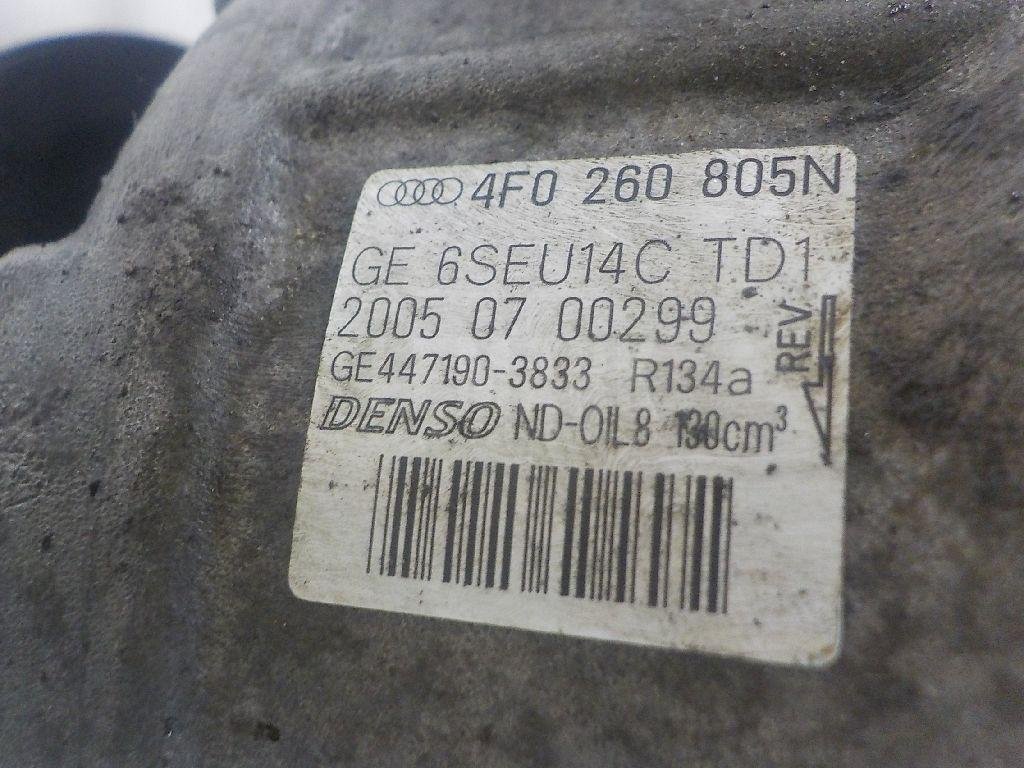 4F0 260 805N
GE 6SEU14C TD1
2005 07 00299
GE447190-3833 R134a
DENSO ND-OIL8 130cm³
REV